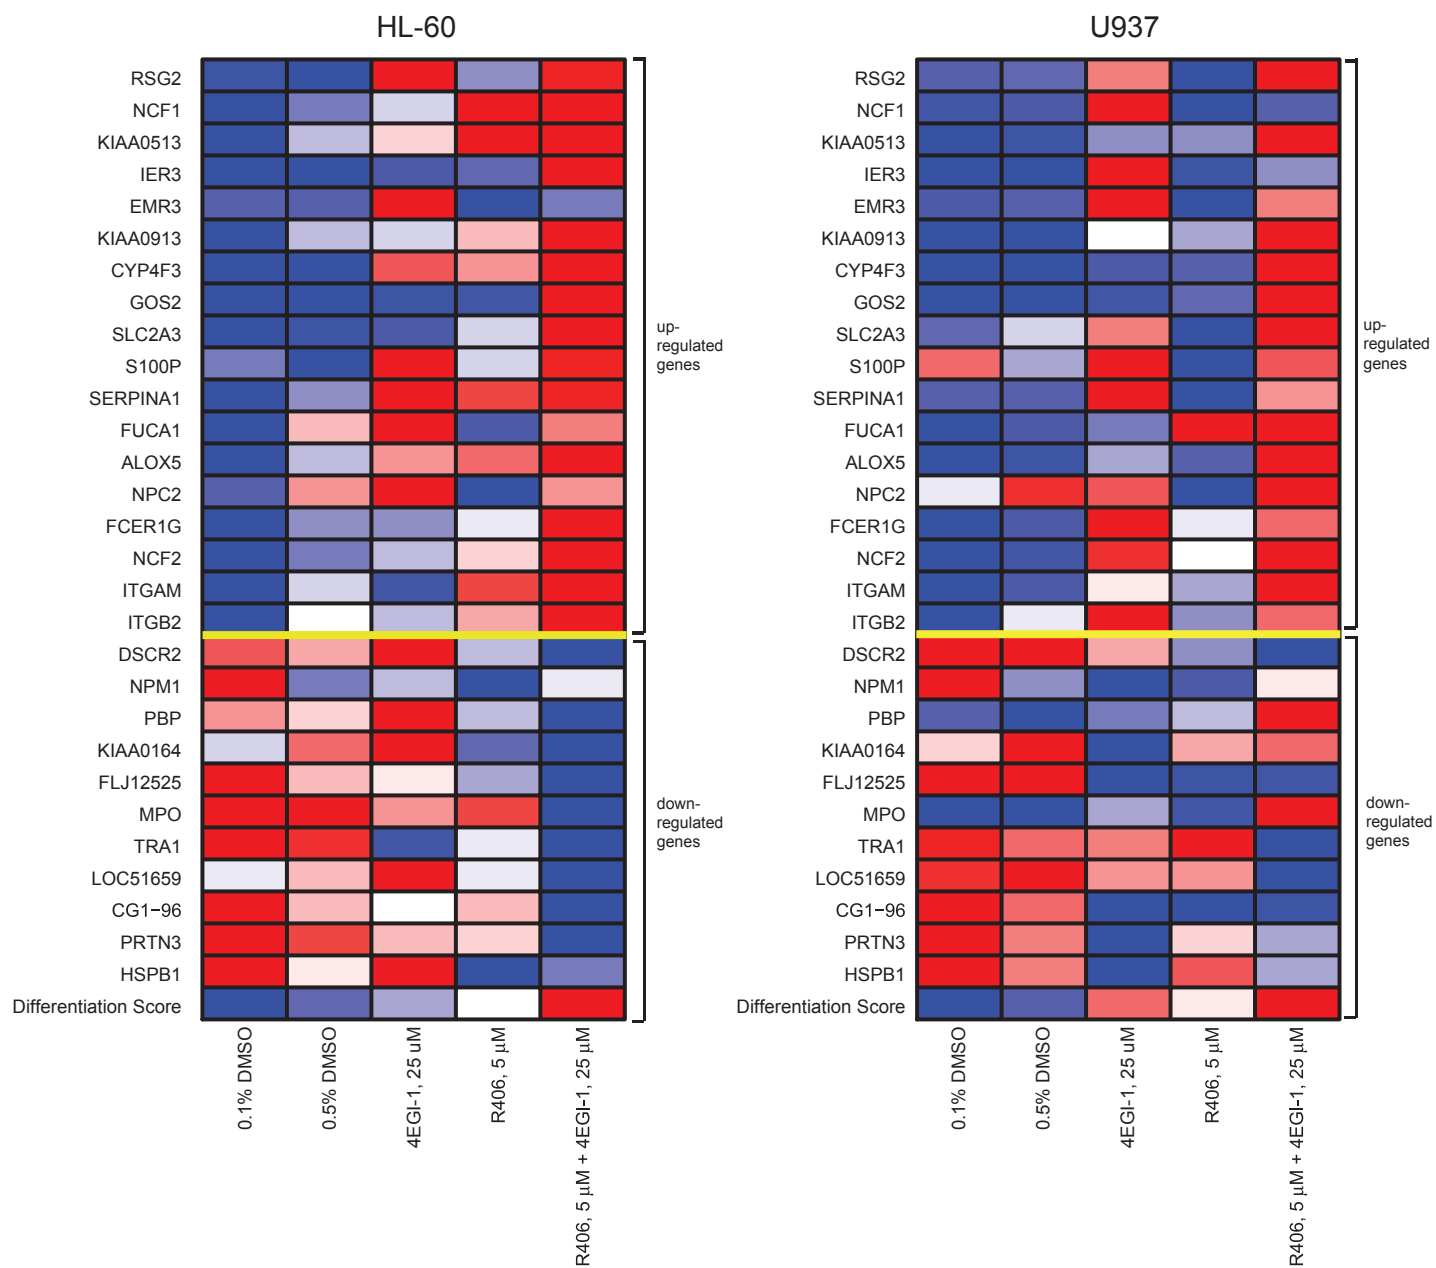 HL-60
RSG2
NCF1
KIAA0513
IER3
EMR3
KIAA0913
CYP4F3
GOS2
SLC2A3
S100P
SERPINA1
FUCA1
ALOX5
NPC2
FCER1G
NCF2
ITGAM
ITGB2
DSCR2
NPM1
PBP
KIAA0164
FLJ12525
MPO
TRA1
LOC51659
CG1−96
PRTN3
HSPB1
Differentiation Score
up-
regulated
genes
down-
regulated
genes
0.1% DMSO
0.5% DMSO
4EGI-1, 25 uM
R406, 5 μM
R406, 5 μM + 4EGI-1, 25 μM
U937
RSG2
NCF1
KIAA0513
IER3
EMR3
KIAA0913
CYP4F3
GOS2
SLC2A3
S100P
SERPINA1
FUCA1
ALOX5
NPC2
FCER1G
NCF2
ITGAM
ITGB2
DSCR2
NPM1
PBP
KIAA0164
FLJ12525
MPO
TRA1
LOC51659
CG1−96
PRTN3
HSPB1
Differentiation Score
up-
regulated
genes
down-
regulated
genes
0.1% DMSO
0.5% DMSO
4EGI-1, 25 μM
R406, 5 μM
R406, 5 μM + 4EGI-1, 25 μM